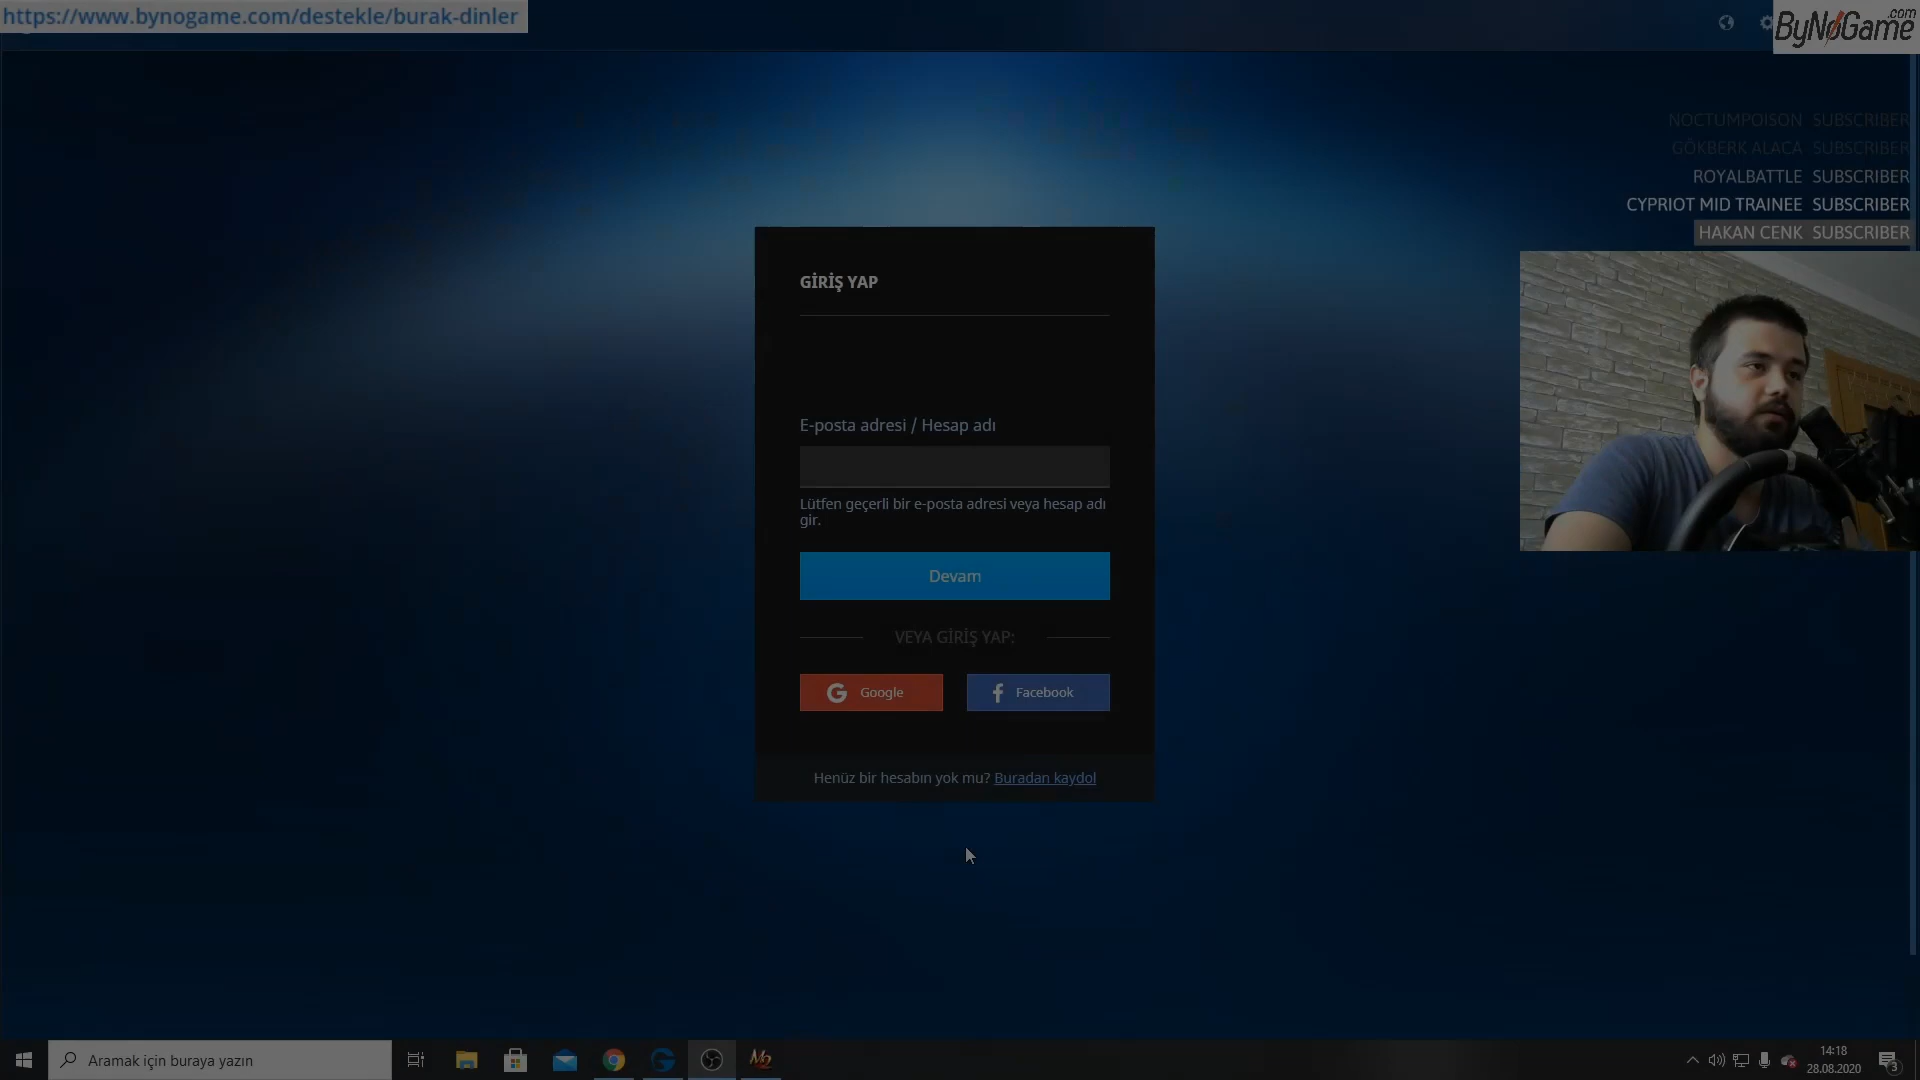 https://www.bynogame.com/destekle/burak-dinler
ByNoGame.com
NOCTUMPOISON SUBSCRIBER
GÖKBERK ALACA SUBSCRIBER
ROYALBATTLE SUBSCRIBER
CYPRIOT MID TRAINEE SUBSCRIBER
HAKAN CENK SUBSCRIBER
GİRİŞ YAP
E-posta adresi / Hesap adı
Lütfen geçerli bir e-posta adresi veya hesap adı
gir.
Devam
VEYA GİRİŞ YAP:
Google
Facebook
Henüz bir hesabın yok mu? Buradan kaydol
Aramak için buraya yazın
14:18
28.08.2020
3